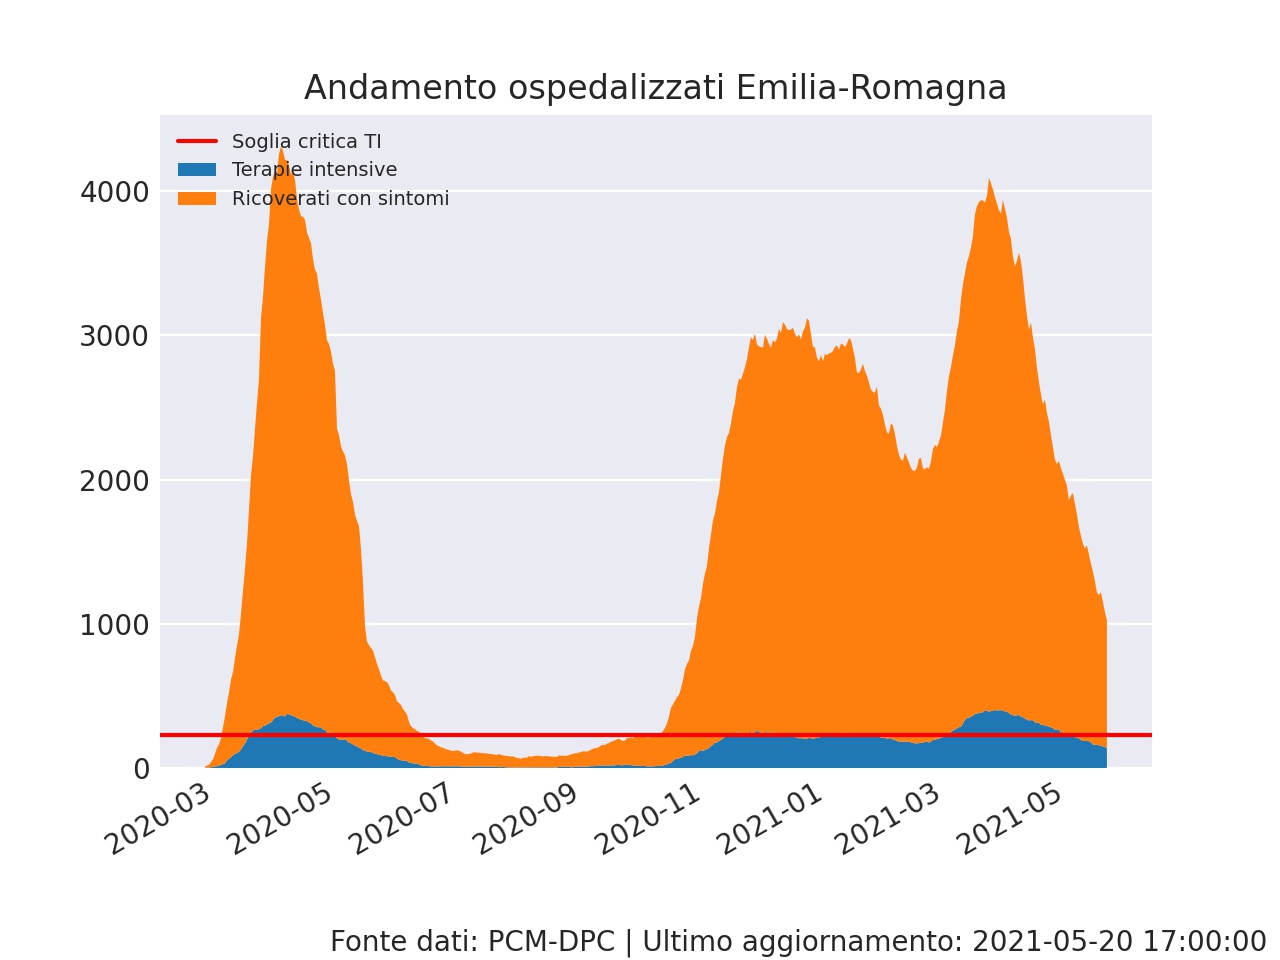 Andamento ospedalizzati Emilia-Romagna
Soglia critica TI
Terapie intensive
Ricoverati con sintomi
4000
3000
2000
1000
0
2020-03
2020-05
2020-07
2020-09
2020-11
2021-01
2021-03
2021-05
Fonte dati: PCM-DPC | Ultimo aggiornamento: 2021-05-20 17:00:00